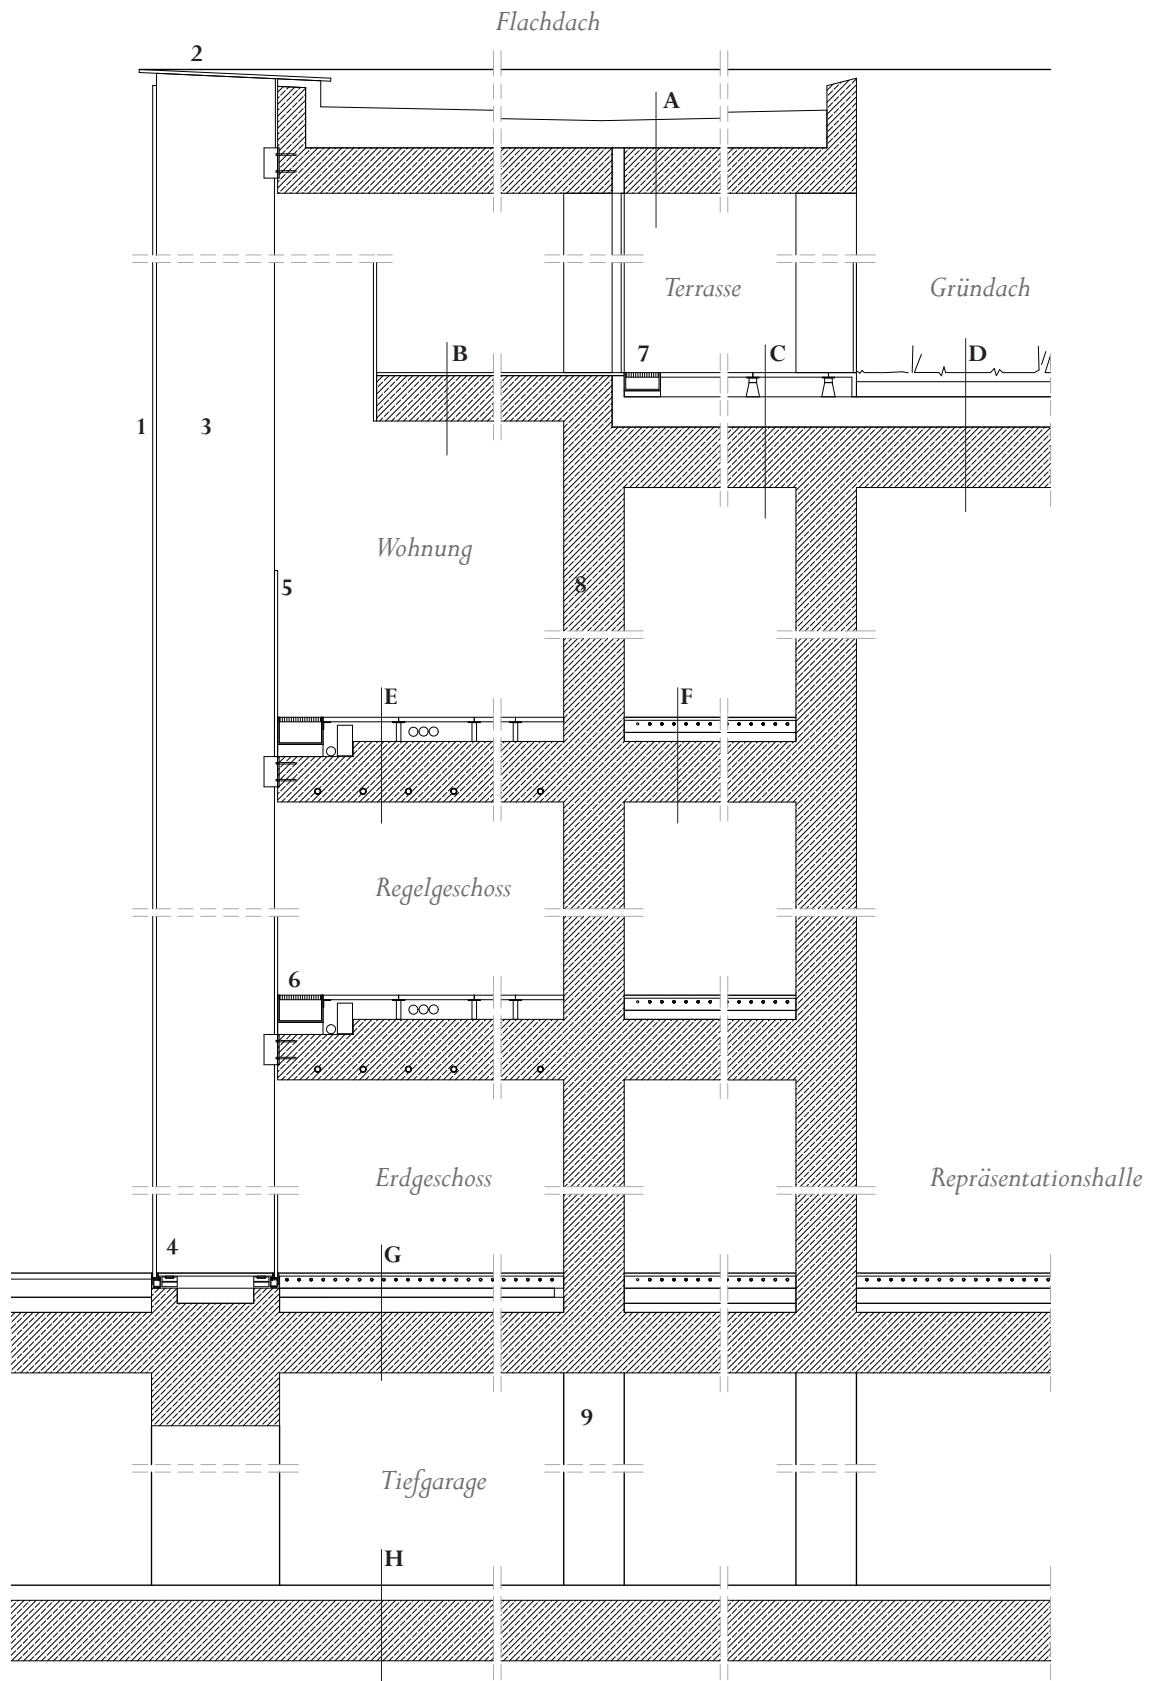 Flachdach
2
A
Terrasse
Gründach
B
7
C
D
1
3
Wohnung
5
8
E
F
Regelgeschoss
6
Erdgeschoss
Repräsentationshalle
4
G
9
Tiefgarage
H